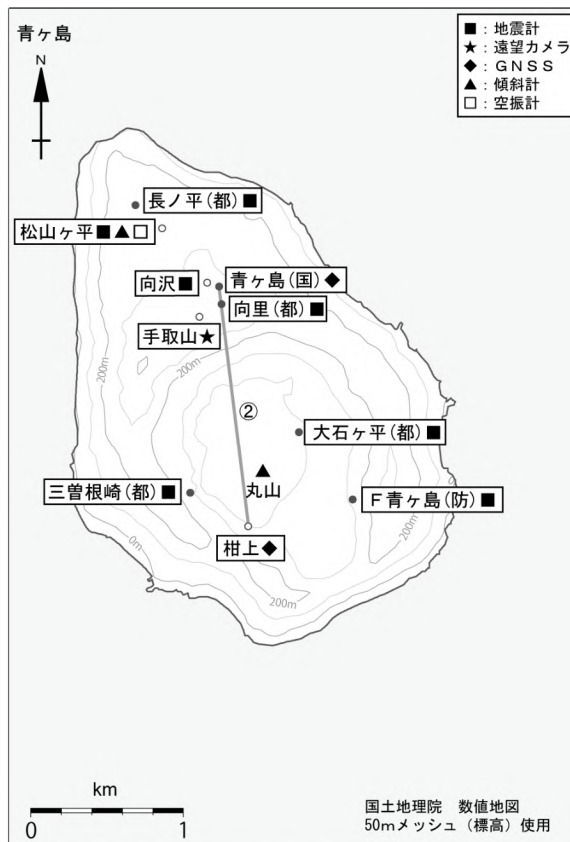 青ヶ島
■：地震計
★：遠望カメラ
◆：ＧＮＳＳ
▲：傾斜計
□：空振計
N
長ノ平(都)■
松山ヶ平■▲□
向沢■
青ヶ島(国)◆
向里(都)■
手取山★
200m
200m
②
大石ヶ平(都)■
丸山
三曽根崎(都)■
Ｆ青ヶ島(防)■
柑上◆
0m
200m
200m
km
0
1
国土地理院　数値地図
50mメッシュ（標高）使用